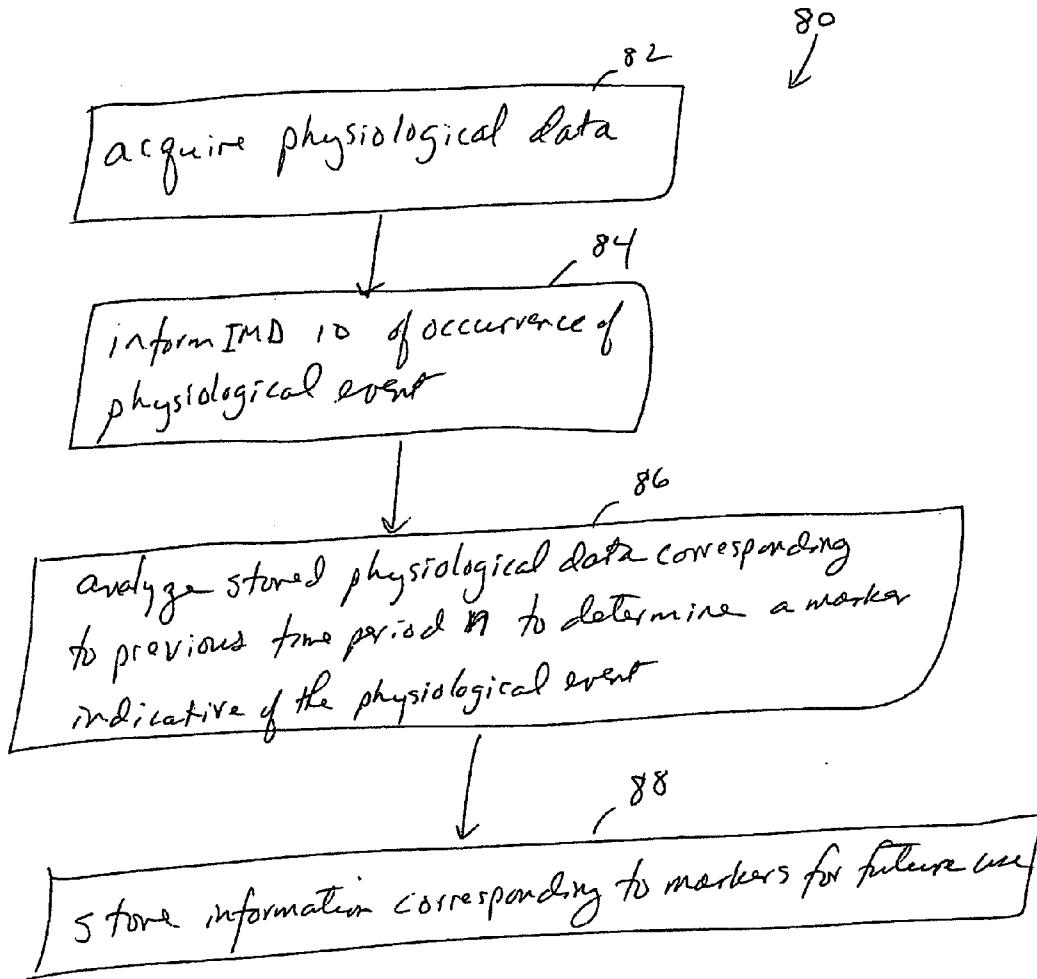 80
82
acquire physiological data
84
inform IMD 10 of occurrence of
physiological event
86
analyze stored physiological data corresponding
to previous time period n to determine a marker
indicative of the physiological event
88
store information corresponding to markers for future use